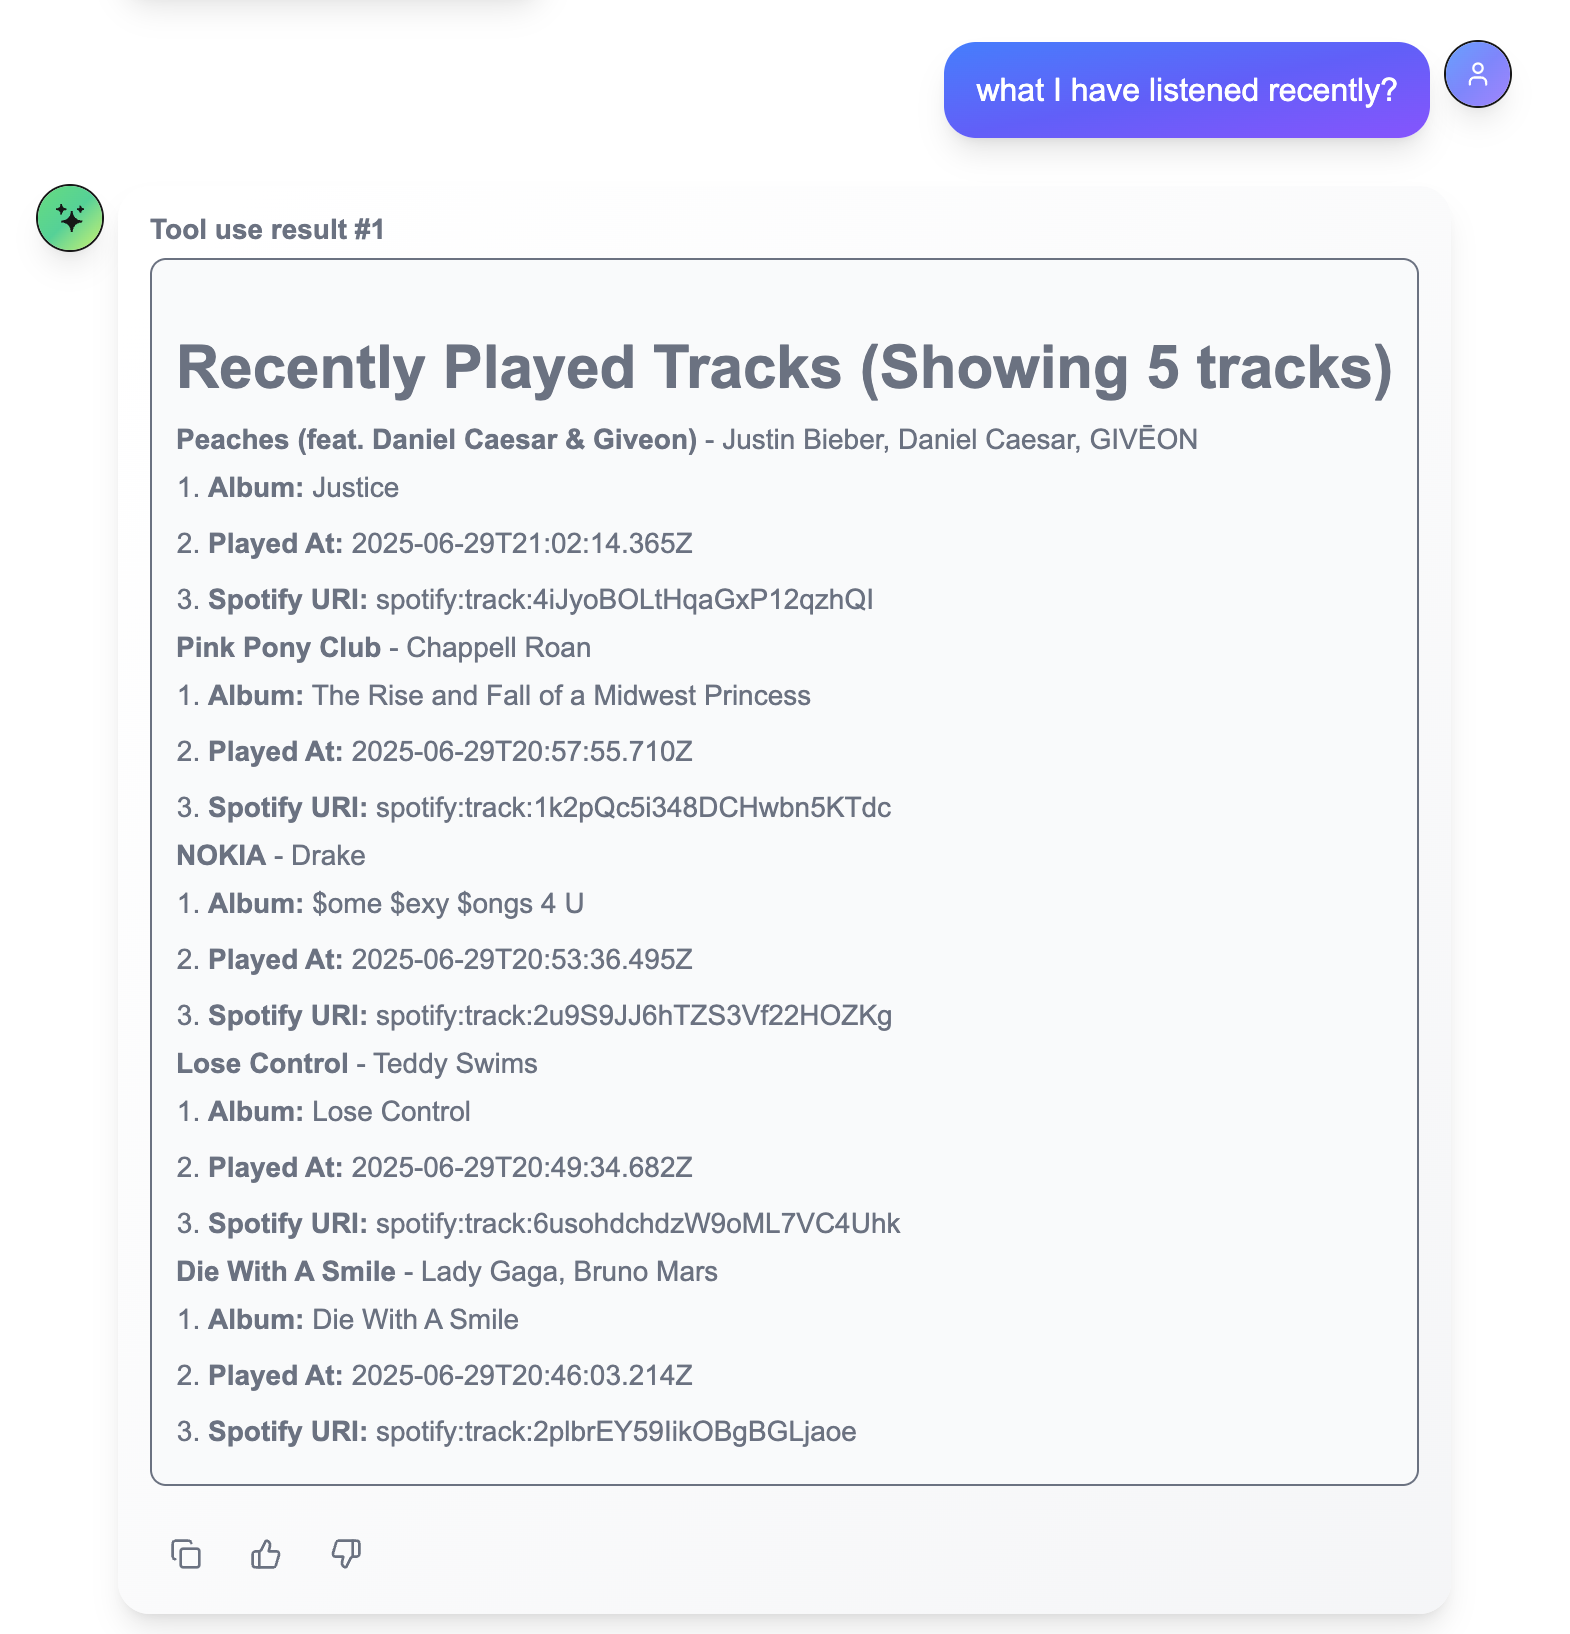 what I have listened recently?
Tool use result #1
Recently Played Tracks (Showing 5 tracks)
Peaches (feat. Daniel Caesar & Giveon) - Justin Bieber, Daniel Caesar, GIVĒON
1. Album: Justice
2. Played At: 2025-06-29T21:02:14.365Z
3. Spotify URI: spotify:track:4iJyoBOLtHqaGxP12qzhQI
Pink Pony Club - Chappell Roan
1. Album: The Rise and Fall of a Midwest Princess
2. Played At: 2025-06-29T20:57:55.710Z
3. Spotify URI: spotify:track:1k2pQc5i348DCHwbn5KTdc
NOKIA - Drake
1. Album: $ome $exy $ongs 4 U
2. Played At: 2025-06-29T20:53:36.495Z
3. Spotify URI: spotify:track:2u9S9JJ6hTZS3Vf22HOZKg
Lose Control - Teddy Swims
1. Album: Lose Control
2. Played At: 2025-06-29T20:49:34.682Z
3. Spotify URI: spotify:track:6usohdchdzW9oML7VC4Uhk
Die With A Smile - Lady Gaga, Bruno Mars
1. Album: Die With A Smile
2. Played At: 2025-06-29T20:46:03.214Z
3. Spotify URI: spotify:track:2plbrEY59IikOBgBGLjaoe